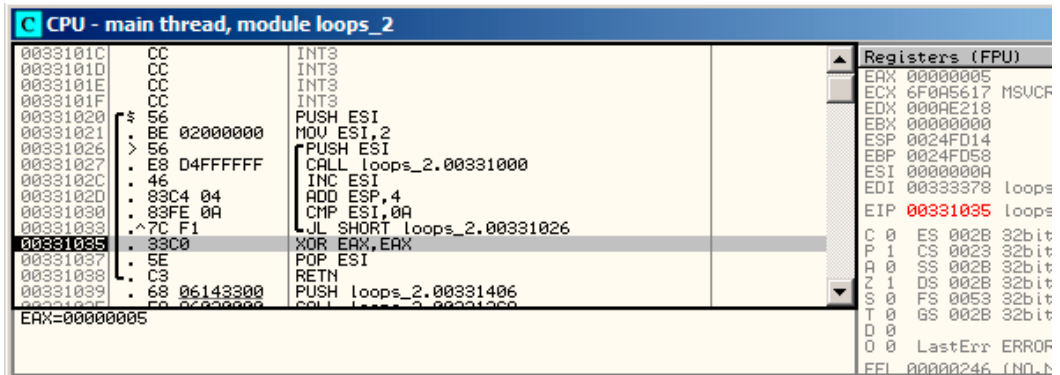 C CPU - main thread, module loops_2
0033101C CC INT3
0033101D CC INT3
0033101E CC INT3
0033101F CC INT3
00331020 $ 56 PUSH ESI
00331021 . BE 02000000 MOV ESI,2
00331026 > 56 PUSH ESI
00331027 . E8 D4FFFFFF CALL loops_2.00331000
0033102C . 46 INC ESI
0033102D . 83C4 04 ADD ESP,4
00331030 . 83FE 0A CMP ESI,0A
00331033 .^7C F1 JL SHORT loops_2.00331026
00331035 . 33C0 XOR EAX,EAX
00331037 . 5E POP ESI
00331038 . C3 RETN
00331039 . 68 06143300 PUSH loops_2.00331406
EAX=00000005
Registers (FPU)
EAX 00000005
ECX 6F0A5617 MSVCR
EDX 000AE218
EBX 00000000
ESP 0024FD14
EBP 0024FD58
ESI 0000000A
EDI 00333378 loops
EIP 00331035 loops
C 0 ES 002B 32bit
P 1 CS 0023 32bit
A 0 SS 002B 32bit
Z 1 DS 002B 32bit
S 0 FS 0053 32bit
T 0 GS 002B 32bit
D 0
O 0 LastErr ERROR
EFL 00000246 (NO,N